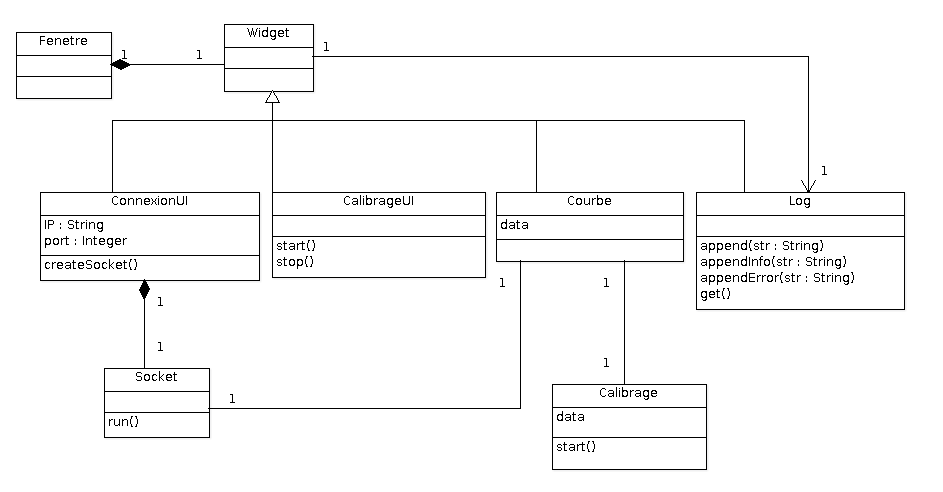 Fenetre
Widget
1
1
1
1
ConnexionUI
IP : String
port : Integer
createSocket()
CalibrageUI
start()
stop()
Courbe
data
Log
append(str : String)
appendInfo(str : String)
appendError(str : String)
get()
1
1
1
1
1
1
Socket
run()
Calibrage
data
start()